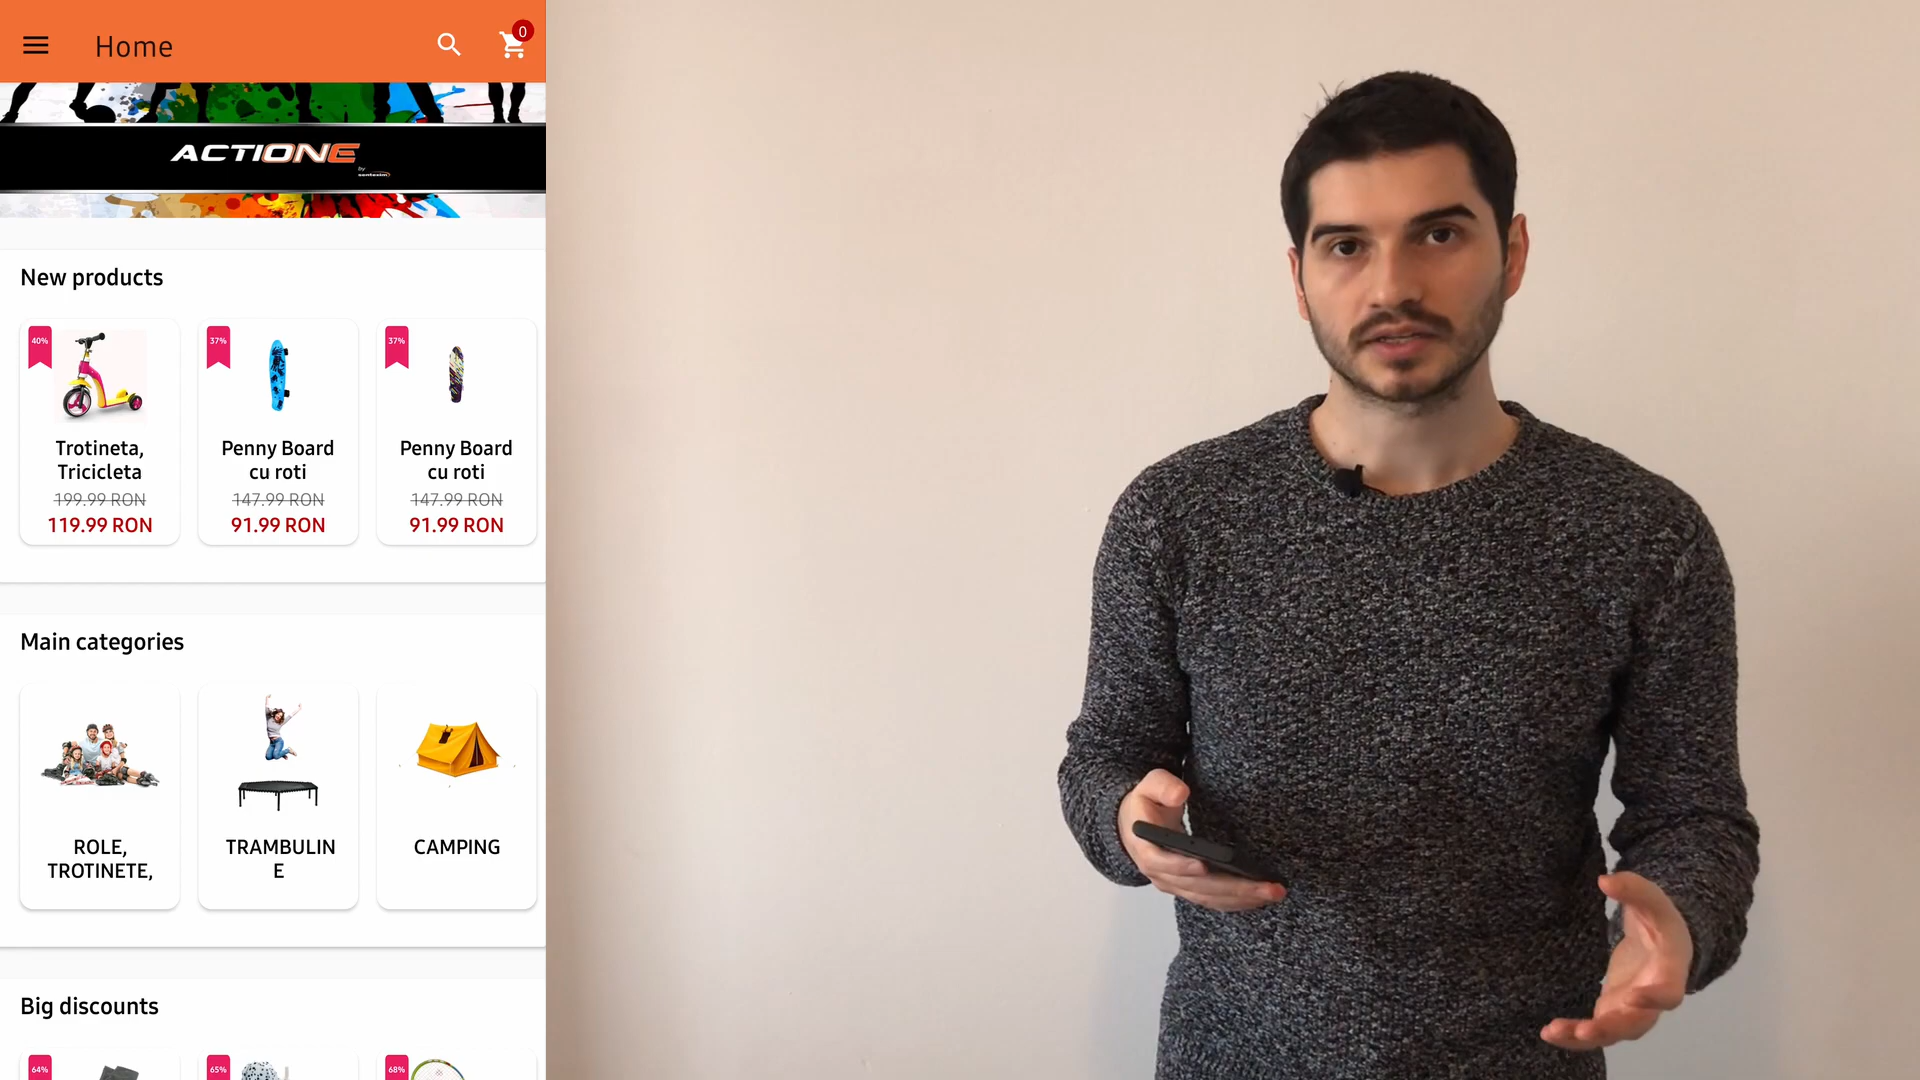 Home
0
ACTIONE
by
sentexim
New products
40%
37%
37%
Trotineta,
Tricicleta
199.99 RON
119.99 RON
Penny Board
cu roti
147.99 RON
91.99 RON
Penny Board
cu roti
147.99 RON
91.99 RON
Main categories
ROLE,
TROTINETE,
TRAMBULIN
E
CAMPING
Big discounts
64%
65%
68%